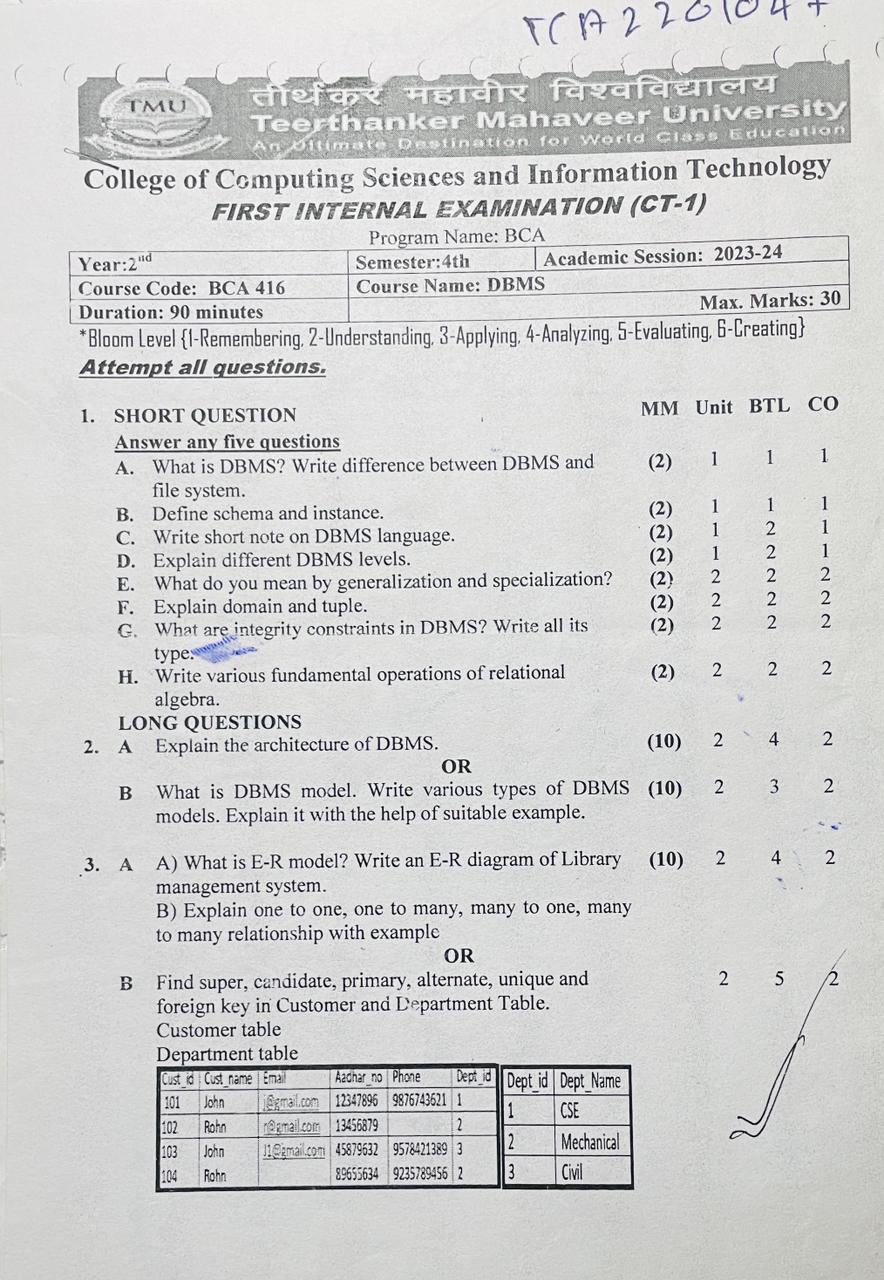 TCA2201047
TMU
तीर्थंकर महावीर विश्वविद्यालय
Teerthanker Mahaveer University
An Ultimate Destination for World Class Education
College of Computing Sciences and Information Technology
FIRST INTERNAL EXAMINATION (CT-1)
Program Name: BCA
Year:2nd Semester:4th Academic Session: 2023-24
Course Code: BCA 416 Course Name: DBMS
Duration: 90 minutes Max. Marks: 30
*Bloom Level {1-Remembering, 2-Understanding, 3-Applying, 4-Analyzing, 5-Evaluating, 6-Creating}
Attempt all questions.
1. SHORT QUESTION MM Unit BTL CO
Answer any five questions
A. What is DBMS? Write difference between DBMS and (2) 1 1 1
file system.
B. Define schema and instance. (2) 1 1 1
C. Write short note on DBMS language. (2) 1 2 1
D. Explain different DBMS levels. (2) 1 2 1
E. What do you mean by generalization and specialization? (2) 2 2 2
F. Explain domain and tuple. (2) 2 2 2
G. What are integrity constraints in DBMS? Write all its (2) 2 2 2
type.
H. Write various fundamental operations of relational (2) 2 2 2
algebra.
LONG QUESTIONS
2. A Explain the architecture of DBMS. (10) 2 4 2
OR
B What is DBMS model. Write various types of DBMS (10) 2 3 2
models. Explain it with the help of suitable example.
3. A A) What is E-R model? Write an E-R diagram of Library (10) 2 4 2
management system.
B) Explain one to one, one to many, many to one, many
to many relationship with example
OR
B Find super, candidate, primary, alternate, unique and 2 5 2
foreign key in Customer and Department Table.
Customer table
Department table
Cust_id Cust_name Email Aadhar_no Phone Dept_id Dept_id Dept_Name
101 John j@gmail.com 12347896 9876743621 1 1 CSE
102 Rohn r@gmail.com 13456879 2 2 Mechanical
103 John J1@gmail.com 45879632 9578421389 3 3 Civil
104 Rohn 89655634 9235789456 2